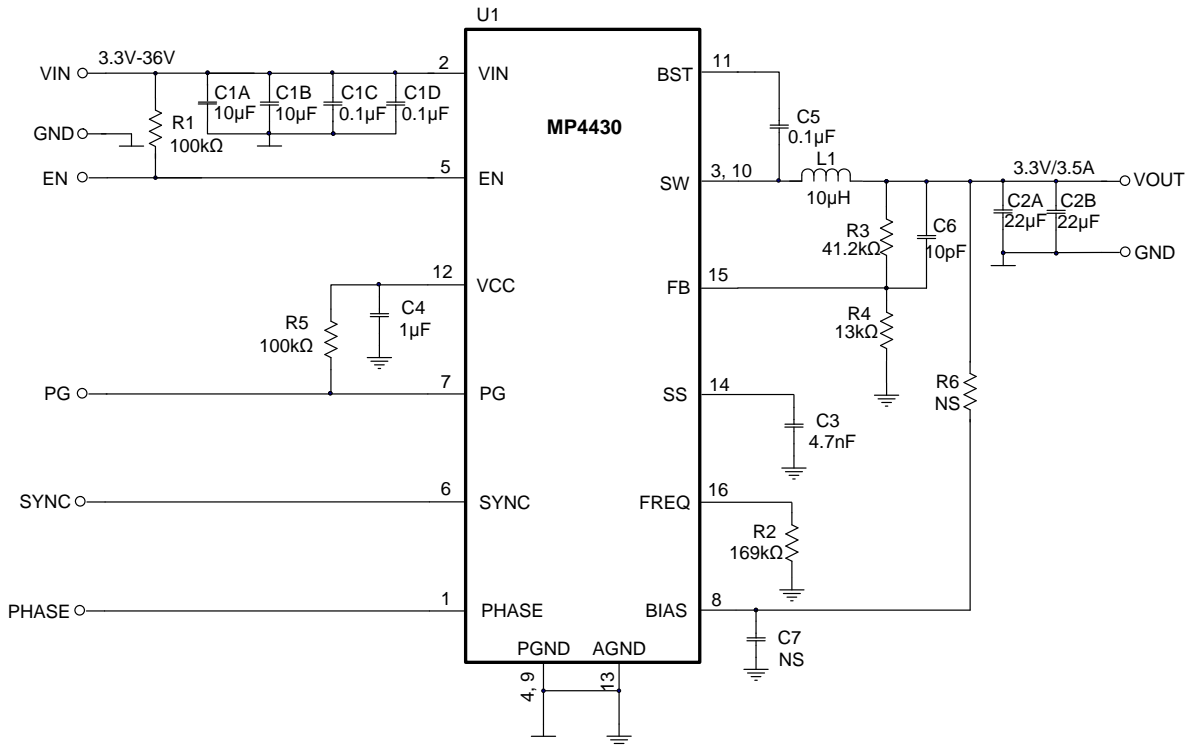 U1
MP4430
VIN
3.3V-36V
2
VIN
C1A
10µF
C1B
10µF
C1C
0.1µF
C1D
0.1µF
GND
R1
100kΩ
EN
5
EN
12
VCC
C4
1µF
R5
100kΩ
PG
7
PG
SYNC
6
SYNC
PHASE
1
PHASE
PGND
AGND
4, 9
13
BST
11
C5
0.1µF
SW
3, 10
L1
10µH
3.3V/3.5A
VOUT
C2A
22µF
C2B
22µF
GND
R3
41.2kΩ
C6
10pF
FB
15
R4
13kΩ
R6
NS
SS
14
C3
4.7nF
FREQ
16
R2
169kΩ
BIAS
8
C7
NS